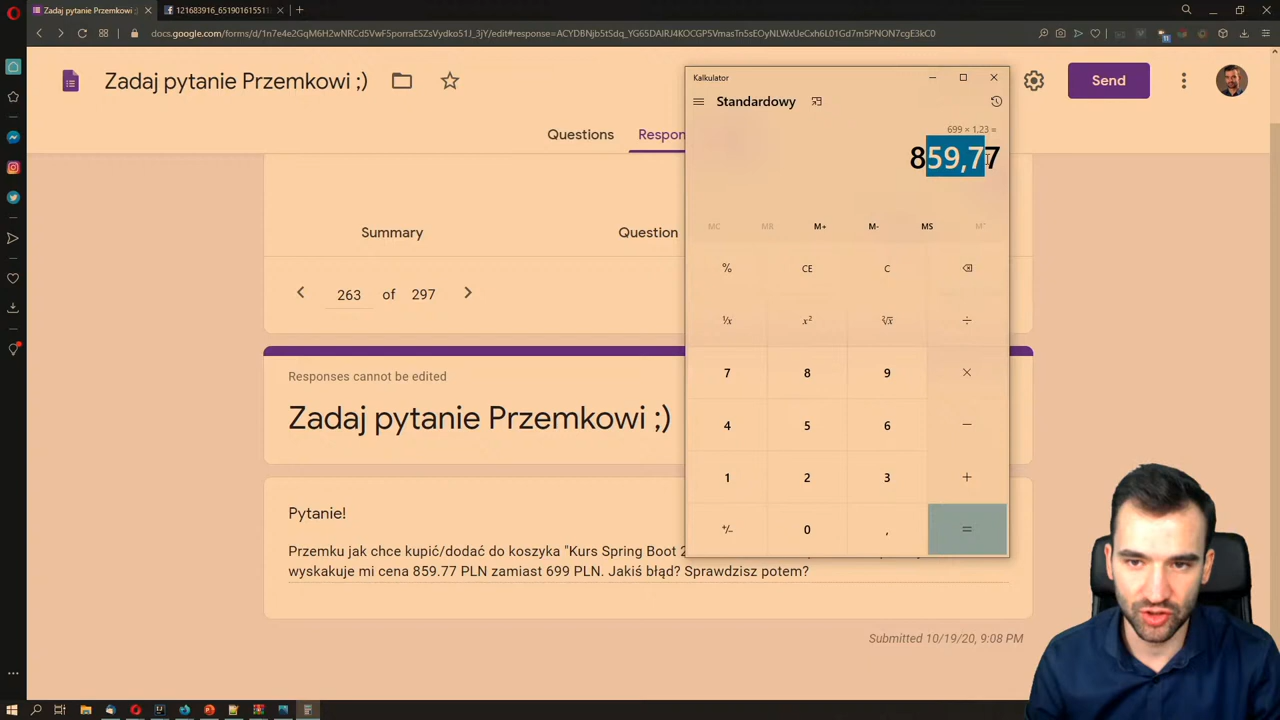 Zadaj pytanie Przemkowi ;)
121683916_651901615511
docs.google.com/forms/d/1n7e4e2GqM6H2wNRCd5VwF5porraESZsVydko51J_3jY/edit#response=ACYDBNjbt5tSdq_YG65DAIRJ4KOCGP5VmasTn5sEOyNLWxUeCxh6L01Gd7m5PNON7cgE3kC0
11
Zadaj pytanie Przemkowi ;)
Send
Questions
Respon
Summary
Question
263 of 297
Responses cannot be edited
Zadaj pytanie Przemkowi ;)
Pytanie!
Przemku jak chce kupić/dodać do koszyka "Kurs Spring Boot 2
wyskakuje mi cena 859.77 PLN zamiast 699 PLN. Jakiś błąd? Sprawdzisz potem?
Submitted 10/19/20, 9:08 PM
Kalkulator
Standardowy
699 × 1,23 =
859,77
MC MR M+ M- MS M˅
% CE C
¹/x x² ²√x ÷
7 8 9 ×
4 5 6 −
1 2 3 +
+/− 0 , =